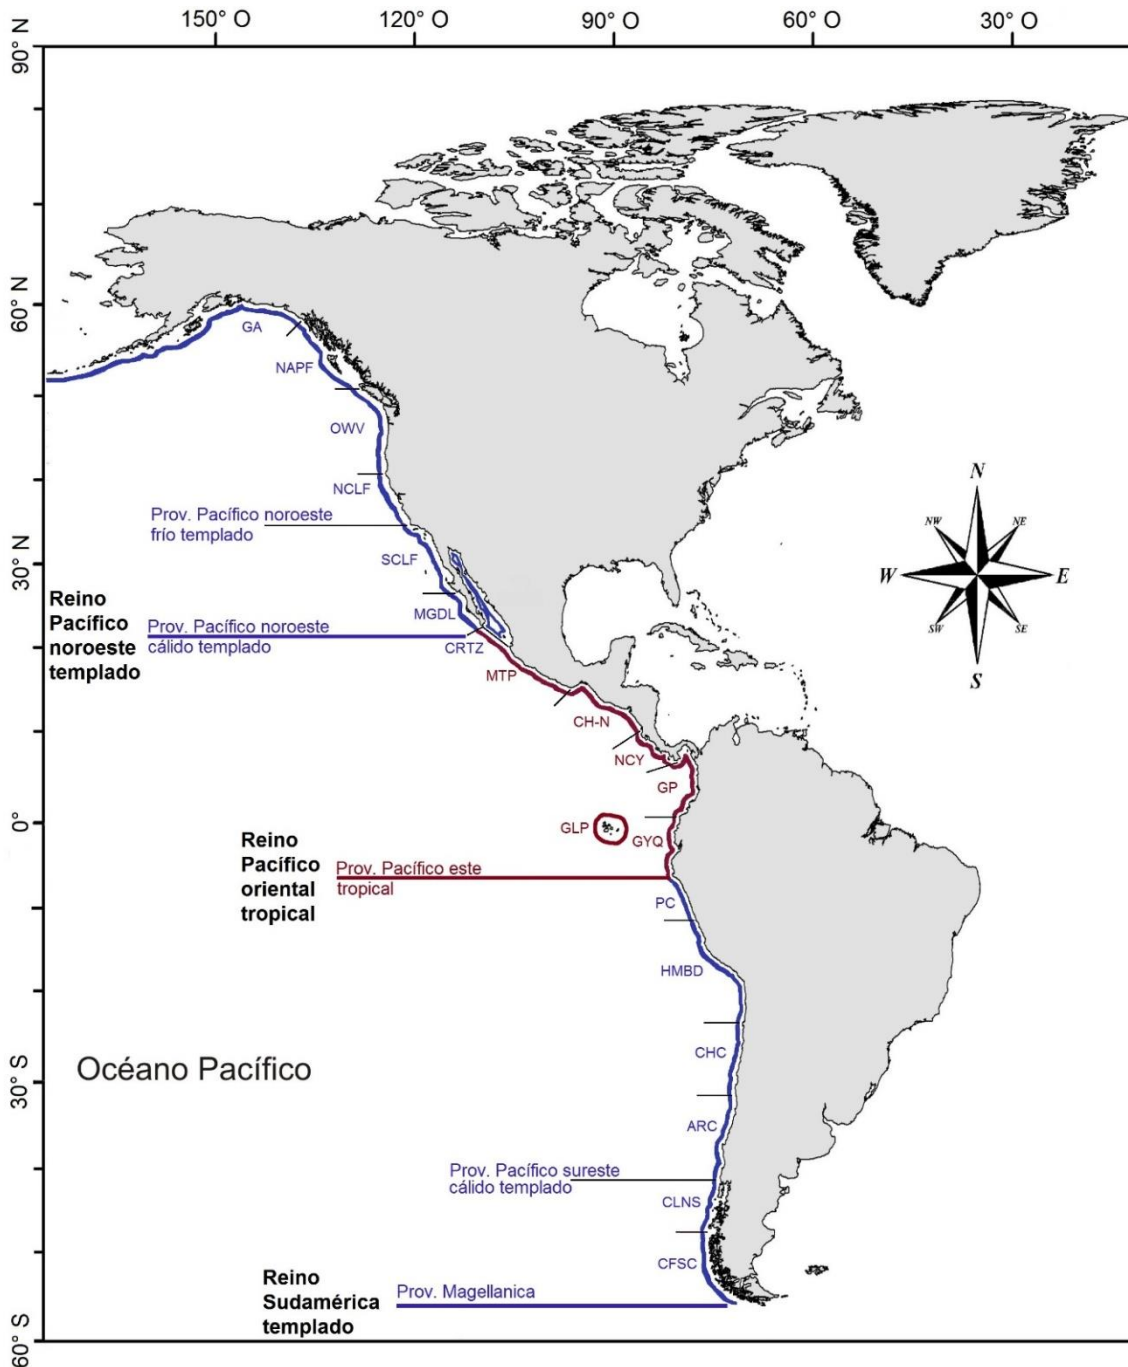 150° O
120° O
90° O
60° O
30° O
90° N
60° N
30° N
0°
30° S
60° S
GA
NAPF
OWV
NCLF
Prov. Pacífico noroeste
frío templado
SCLF
Reino
Pacífico
noroeste
templado
MGDL
Prov. Pacífico noroeste
cálido templado
CRTZ
MTP
CH-N
NCY
GP
GLP
GYQ
Reino
Pacífico
oriental
tropical
Prov. Pacífico este
tropical
PC
HMBD
CHC
Océano Pacífico
ARC
Prov. Pacífico sureste
cálido templado
CLNS
CFSC
Reino
Sudamérica
templado
Prov. Magellanica
N
NW
NE
W
E
SW
SE
S